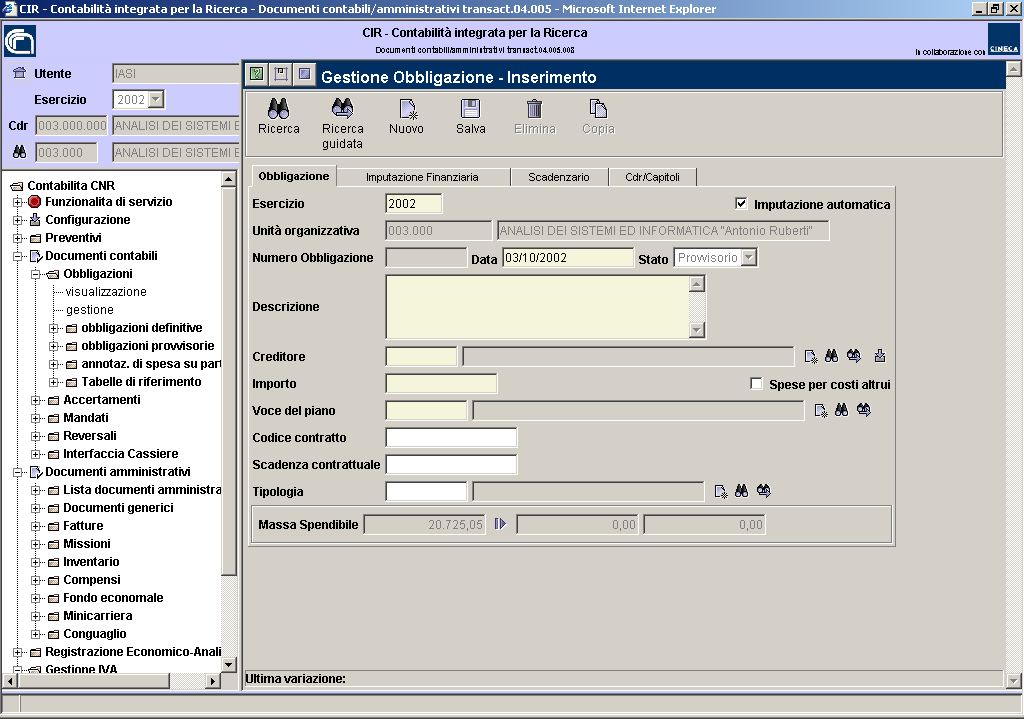 CIR - Contabilità integrata per la Ricerca - Documenti contabili/amministrativi transact.04.005 - Microsoft Internet Explorer
CIR - Contabilità integrata per la Ricerca
Documenti contabili/amministrativi transact.04.005.008
In collaborazione con
CINECA
Utente IASI
Esercizio 2002
Cdr 003.000.000 ANALISI DEI SISTEMI E
003.000 ANALISI DEI SISTEMI E
Contabilita CNR
Funzionalita di servizio
Configurazione
Preventivi
Documenti contabili
Obbligazioni
visualizzazione
gestione
obbligazioni definitive
obbligazioni provvisorie
annotaz. di spesa su part
Tabelle di riferimento
Accertamenti
Mandati
Reversali
Interfaccia Cassiere
Documenti amministrativi
Lista documenti amministra
Documenti generici
Fatture
Missioni
Inventario
Compensi
Fondo economale
Minicarriera
Conguaglio
Registrazione Economico-Anali
Gestione IVA
Gestione Obbligazione - Inserimento
Ricerca
Ricerca guidata
Nuovo
Salva
Elimina
Copia
Obbligazione Imputazione Finanziaria Scadenzario Cdr/Capitoli
Esercizio 2002 Imputazione automatica
Unità organizzativa 003.000 ANALISI DEI SISTEMI ED INFORMATICA "Antonio Ruberti"
Numero Obbligazione Data 03/10/2002 Stato Provvisorio
Descrizione
Creditore
Importo Spese per costi altrui
Voce del piano
Codice contratto
Scadenza contrattuale
Tipologia
Massa Spendibile 20.725,05 0,00 0,00
Ultima variazione: